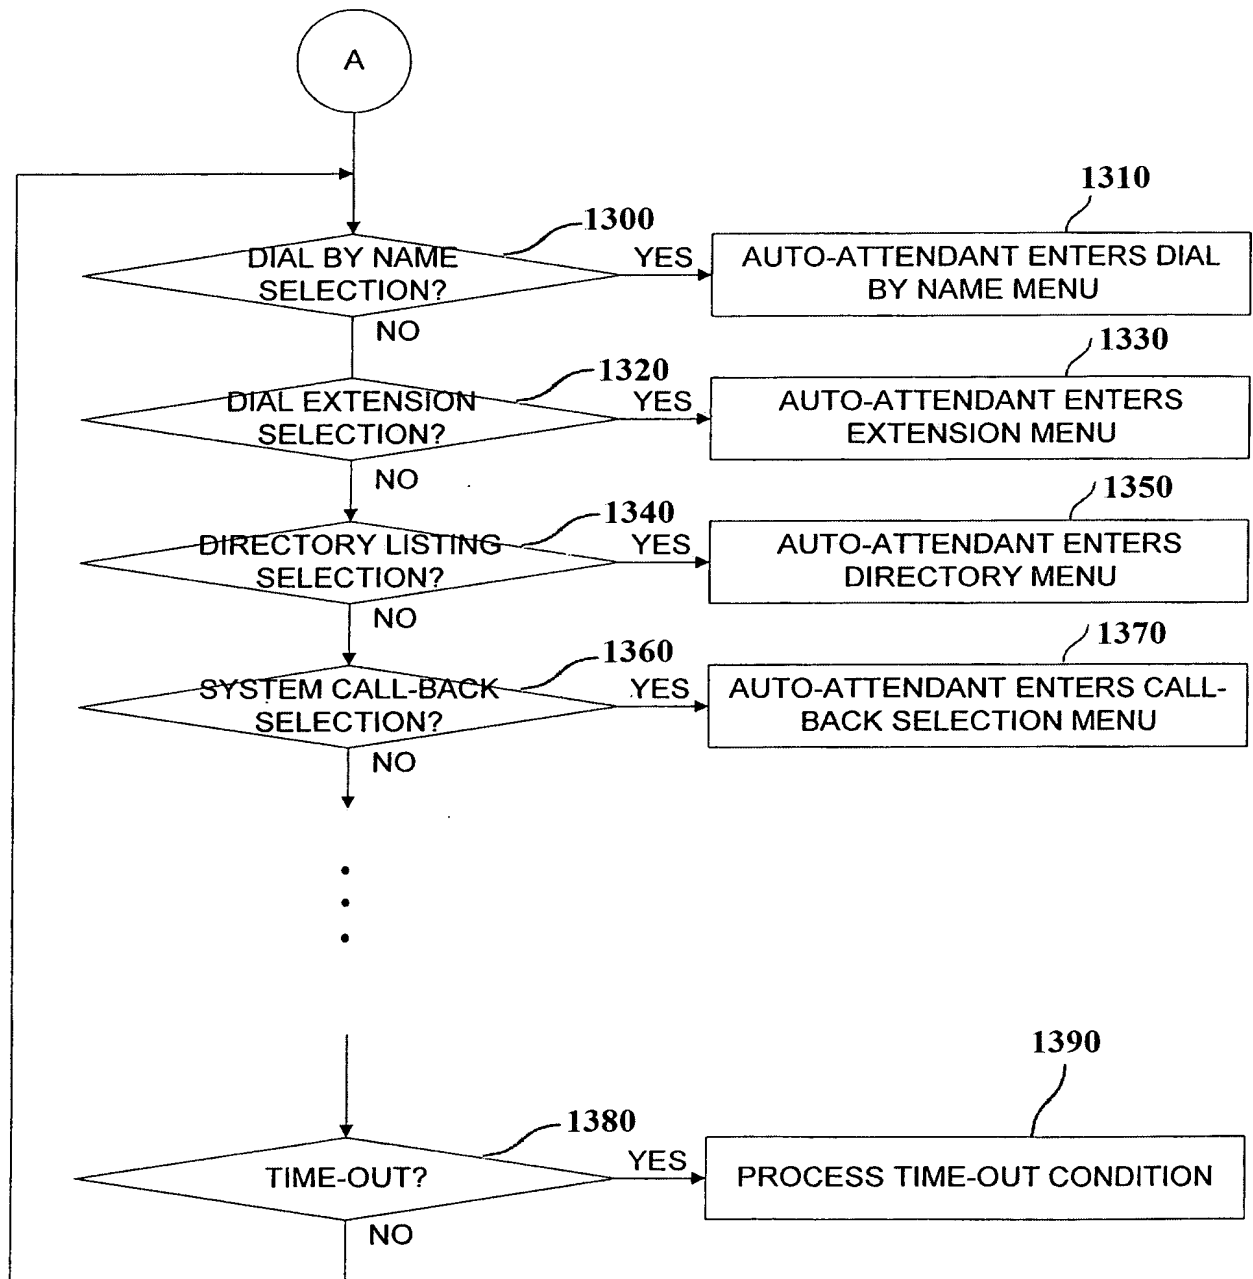 A
1300
1310
DIAL BY NAME
SELECTION?
YES
AUTO-ATTENDANT ENTERS DIAL
BY NAME MENU
NO
1320
1330
DIAL EXTENSION
SELECTION?
YES
AUTO-ATTENDANT ENTERS
EXTENSION MENU
NO
1340
1350
DIRECTORY LISTING
SELECTION?
YES
AUTO-ATTENDANT ENTERS
DIRECTORY MENU
NO
1360
1370
SYSTEM CALL-BACK
SELECTION?
YES
AUTO-ATTENDANT ENTERS CALL-
BACK SELECTION MENU
NO
1380
1390
TIME-OUT?
YES
PROCESS TIME-OUT CONDITION
NO